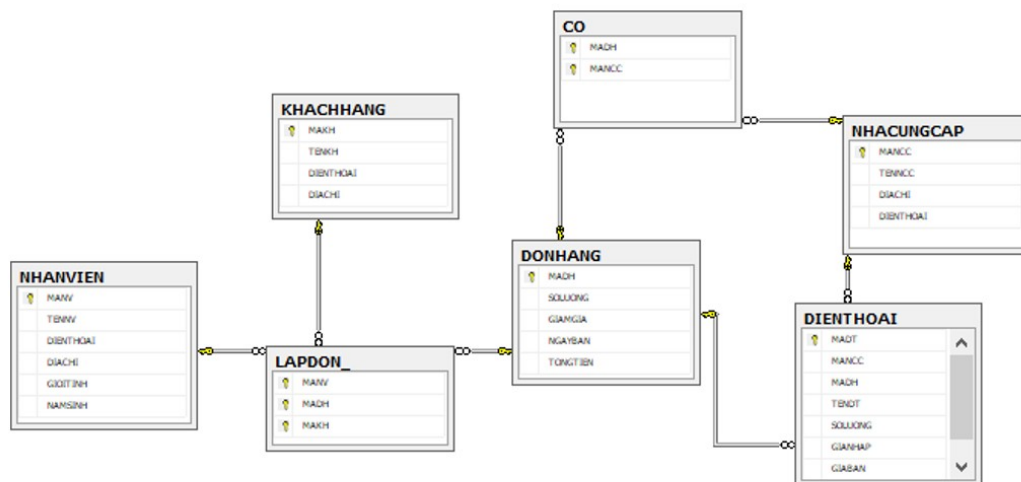 CO
MADH
MANCC
KHACHHANG
MAKH
TENKH
DIENTHOAI
DIACHI
NHACUNGCAP
MANCC
TENNCC
DIACHI
DIENTHOAI
NHANVIEN
MANV
TENNV
DIENTHOAI
DIACHI
GIOITINH
NAMSINH
LAPDON_
MANV
MADH
MAKH
DONHANG
MADH
SOLUONG
GIAMGIA
NGAYBAN
TONGTIEN
DIENTHOAI
MADT
MANCC
MADH
TENDT
SOLUONG
GIANHAP
GIABAN